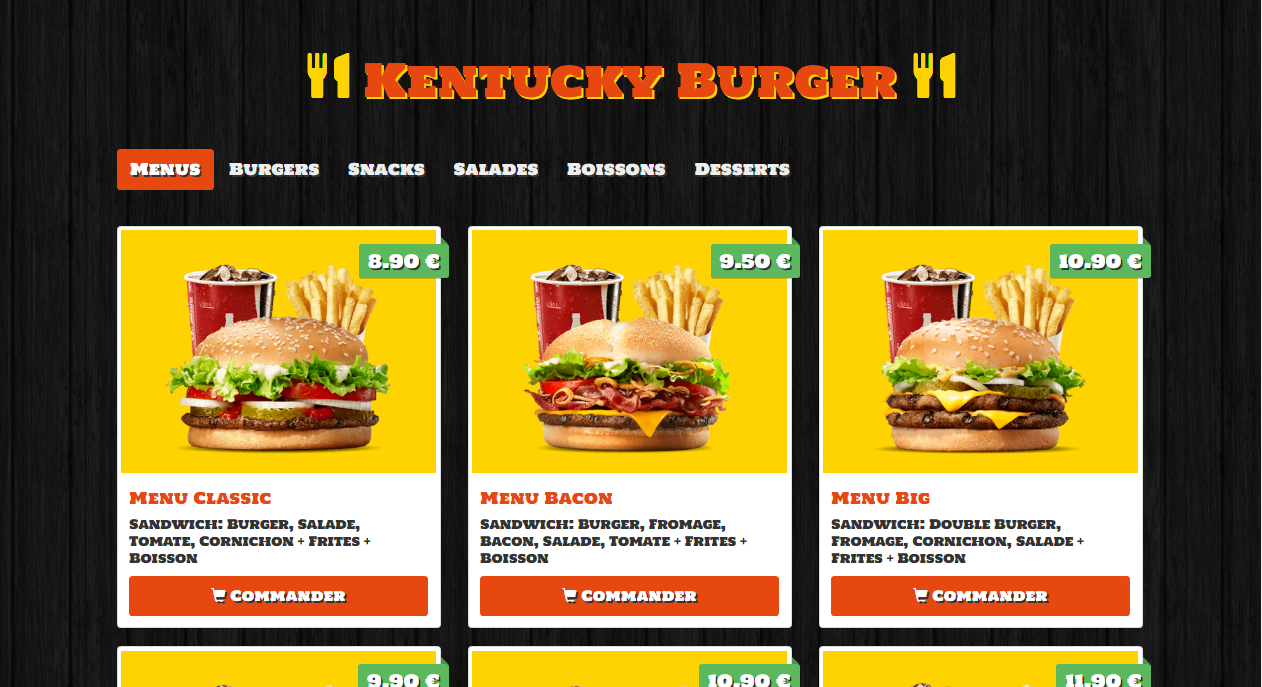 Kentucky Burger
Menus Burgers Snacks Salades Boissons Desserts
8.90 € 9.50 € 10.90 €
Menu Classic
Sandwich: Burger, Salade,
Tomate, Cornichon + Frites +
Boisson
Commander
Menu Bacon
Sandwich: Burger, Fromage,
Bacon, Salade, Tomate + Frites +
Boisson
Commander
Menu Big
Sandwich: Double Burger,
Fromage, Cornichon, Salade +
Frites + Boisson
Commander
9.90 € 10.90 € 11.90 €